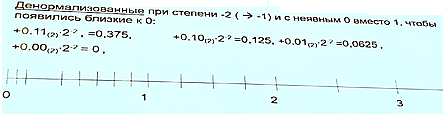 Денормализованные при степени -2 ( → -1) и с неявным 0 вместо 1, чтобы
появились близкие к 0:
+0.11₍₂₎·2⁻², =0,375, +0.10₍₂₎·2⁻²=0,125, +0.01₍₂₎·2⁻²=0,0625,
+0.00₍₂₎·2⁻² = 0,
0 1 2 3